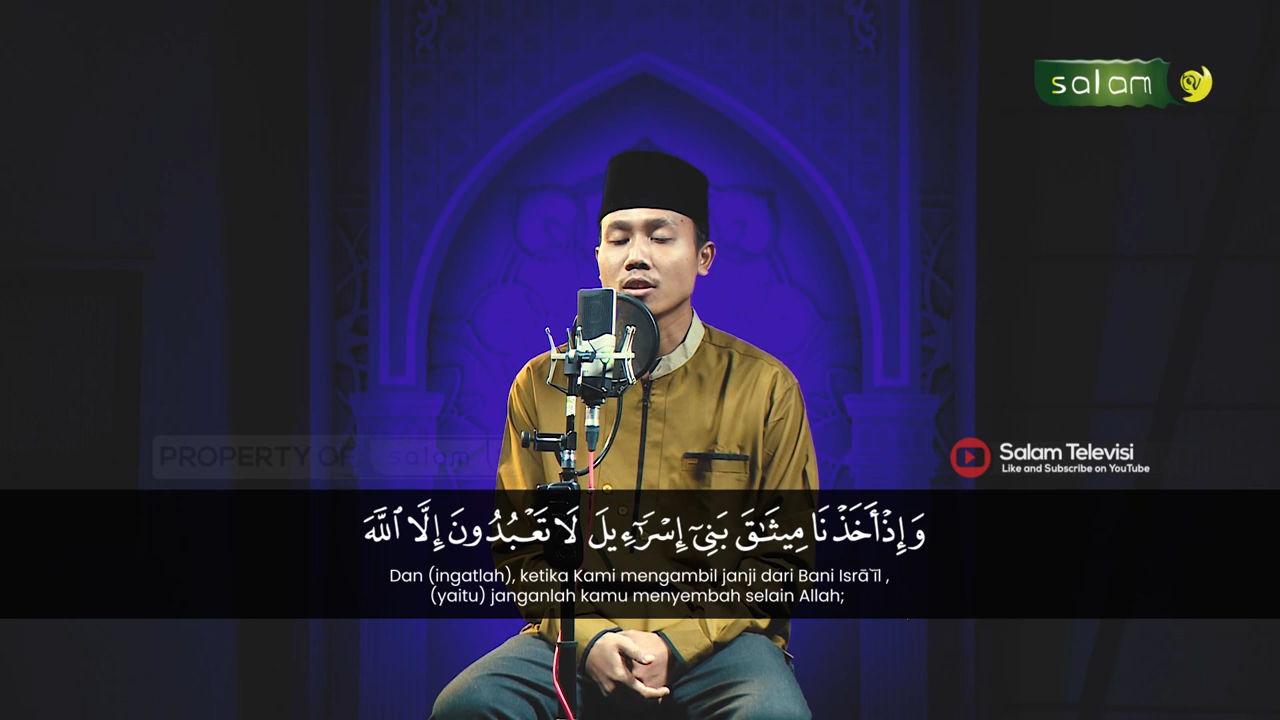 salam
PROPERTY OF salam
Salam Televisi
Like and Subscribe on YouTube
وَإِذْ أَخَذْنَا مِيثَٰقَ بَنِىٓ إِسْرَٰٓءِيلَ لَا تَعْبُدُونَ إِلَّا ٱللَّهَ
Dan (ingatlah), ketika Kami mengambil janji dari Bani Isrā`īl ,
(yaitu) janganlah kamu menyembah selain Allah;